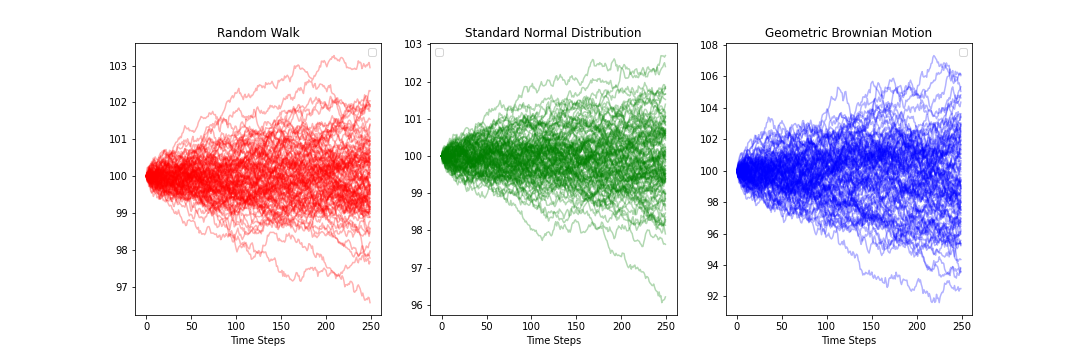 Random Walk
103
102
101
100
99
98
97
0 50 100 150 200 250
Time Steps
Standard Normal Distribution
103
102
101
100
99
98
97
96
0 50 100 150 200 250
Time Steps
Geometric Brownian Motion
108
106
104
102
100
98
96
94
92
0 50 100 150 200 250
Time Steps